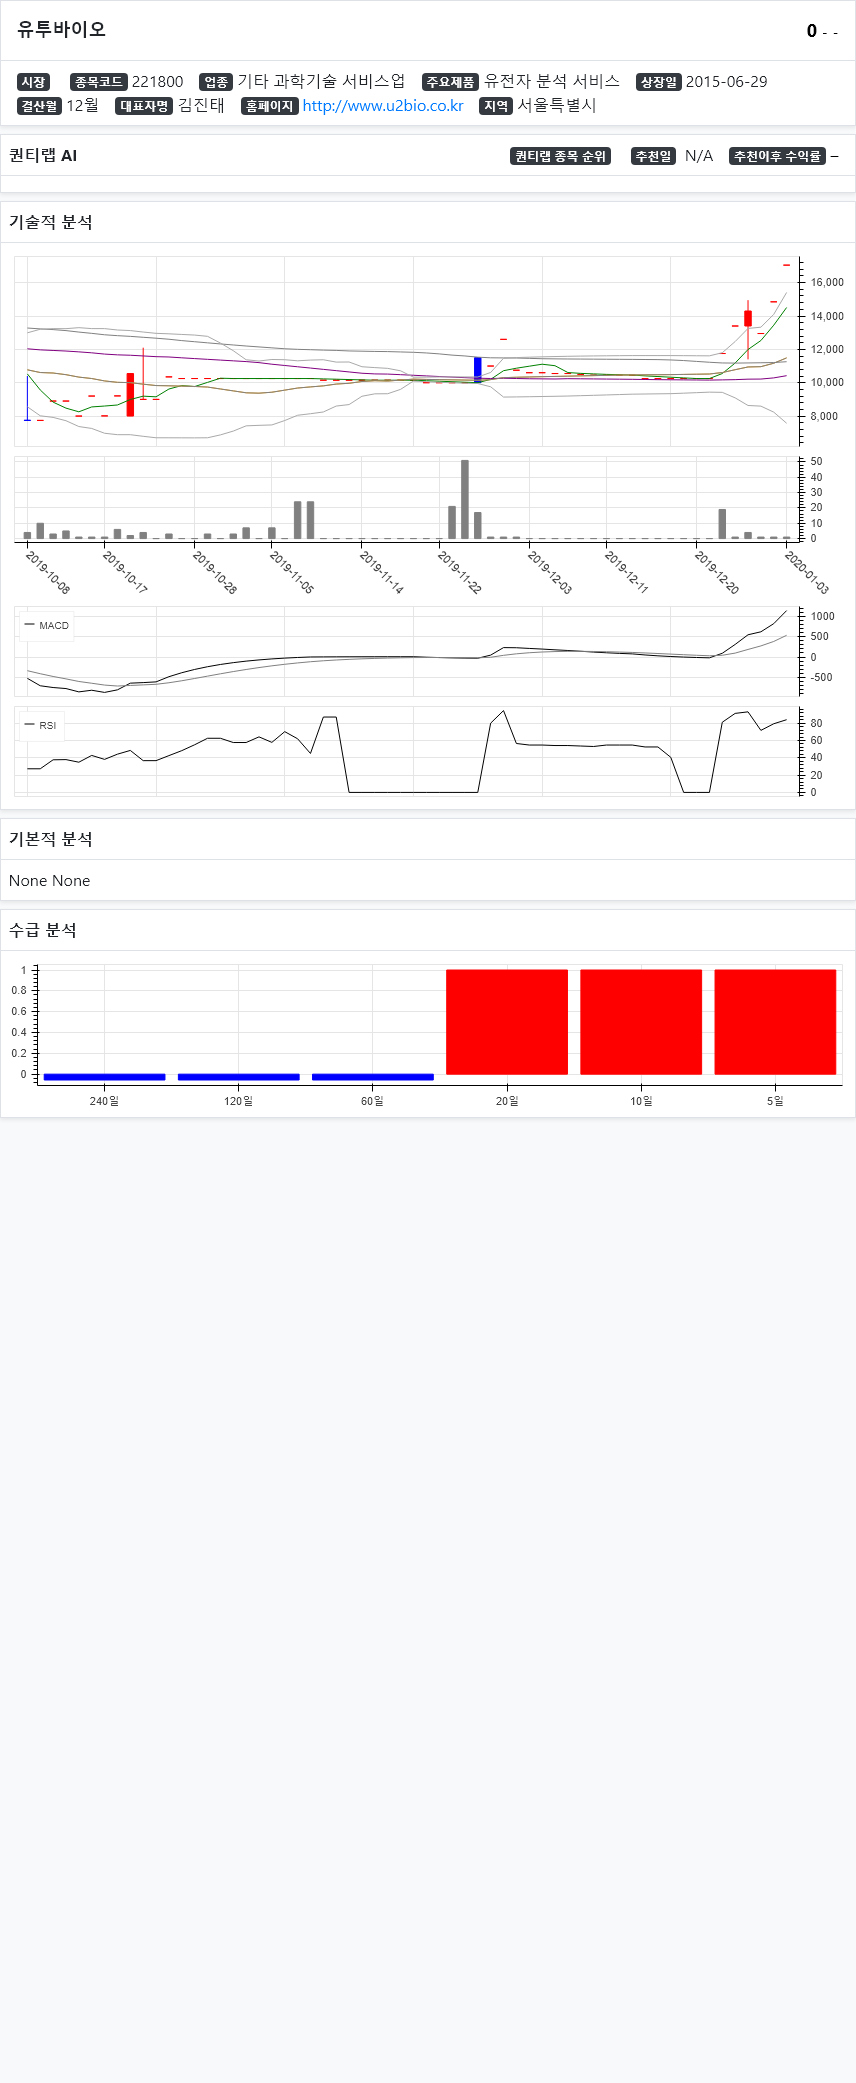 유투바이오
0 - -
시장 종목코드 221800 업종 기타 과학기술 서비스업 주요제품 유전자 분석 서비스 상장일 2015-06-29
결산월 12월 대표자명 김진태 홈페이지 http://www.u2bio.co.kr 지역 서울특별시
퀀티랩 AI
퀀티랩 종목 순위 추천일 N/A 추천이후 수익률 –
기술적 분석
16,000
14,000
12,000
10,000
8,000
50
40
30
20
10
0
2019-10-08
2019-10-17
2019-10-28
2019-11-05
2019-11-14
2019-11-22
2019-12-03
2019-12-11
2019-12-20
2020-01-03
MACD
1000
500
0
-500
RSI
80
60
40
20
0
기본적 분석
None None
수급 분석
1
0.8
0.6
0.4
0.2
0
240일 120일 60일 20일 10일 5일